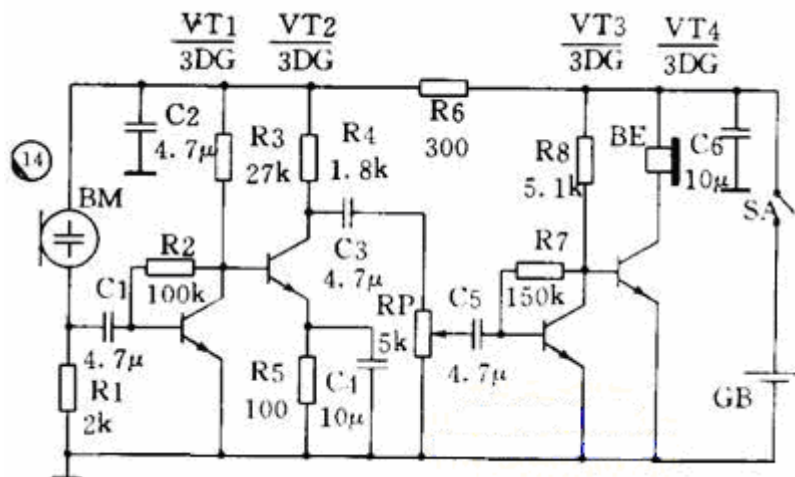 VT1
3DG
VT2
3DG
VT3
3DG
VT4
3DG
14
BM
C2
4.7μ
R3
27k
R4
1.8k
R6
300
R8
5.1k
BE
C6
10μ
SA
R2
100k
C1
4.7μ
R1
2k
C3
4.7μ
RP
5k
R5
100
C4
10μ
C5
4.7μ
R7
150k
GB